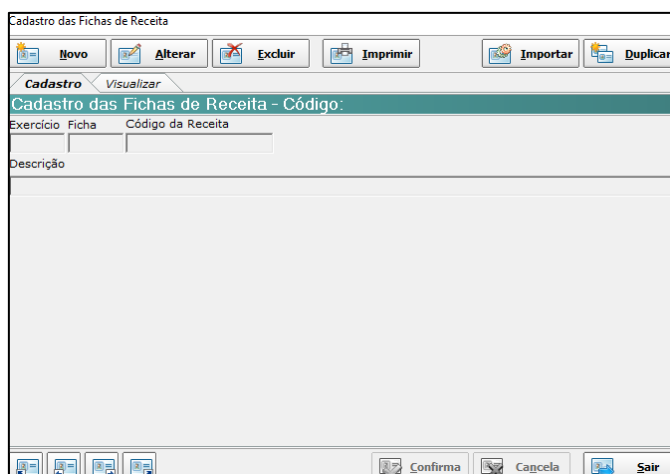 Cadastro das Fichas de Receita
Novo Alterar Excluir Imprimir Importar Duplicar
Cadastro Visualizar
Cadastro das Fichas de Receita - Código:
Exercício Ficha Código da Receita
Descrição
Confirma Cancela Sair